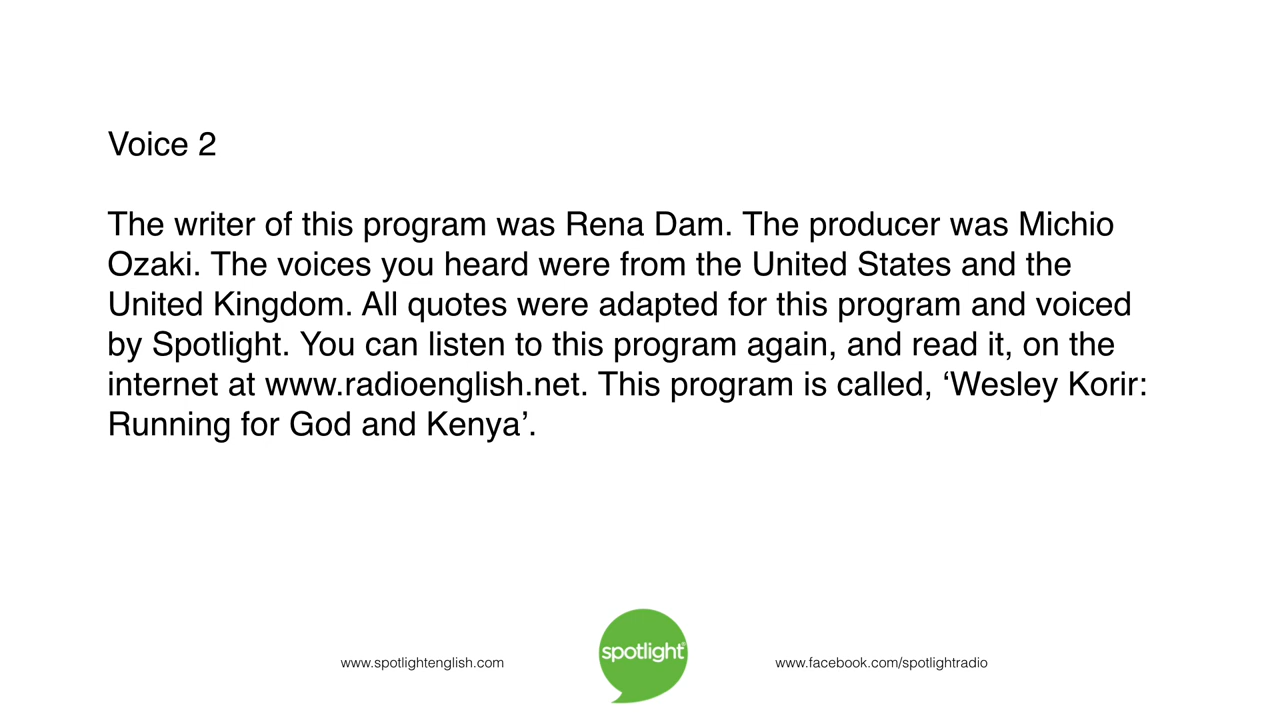 Voice 2
The writer of this program was Rena Dam. The producer was Michio
Ozaki. The voices you heard were from the United States and the
United Kingdom. All quotes were adapted for this program and voiced
by Spotlight. You can listen to this program again, and read it, on the
internet at www.radioenglish.net. This program is called, ‘Wesley Korir:
Running for God and Kenya’.
www.spotlightenglish.com
spotlight®
www.facebook.com/spotlightradio